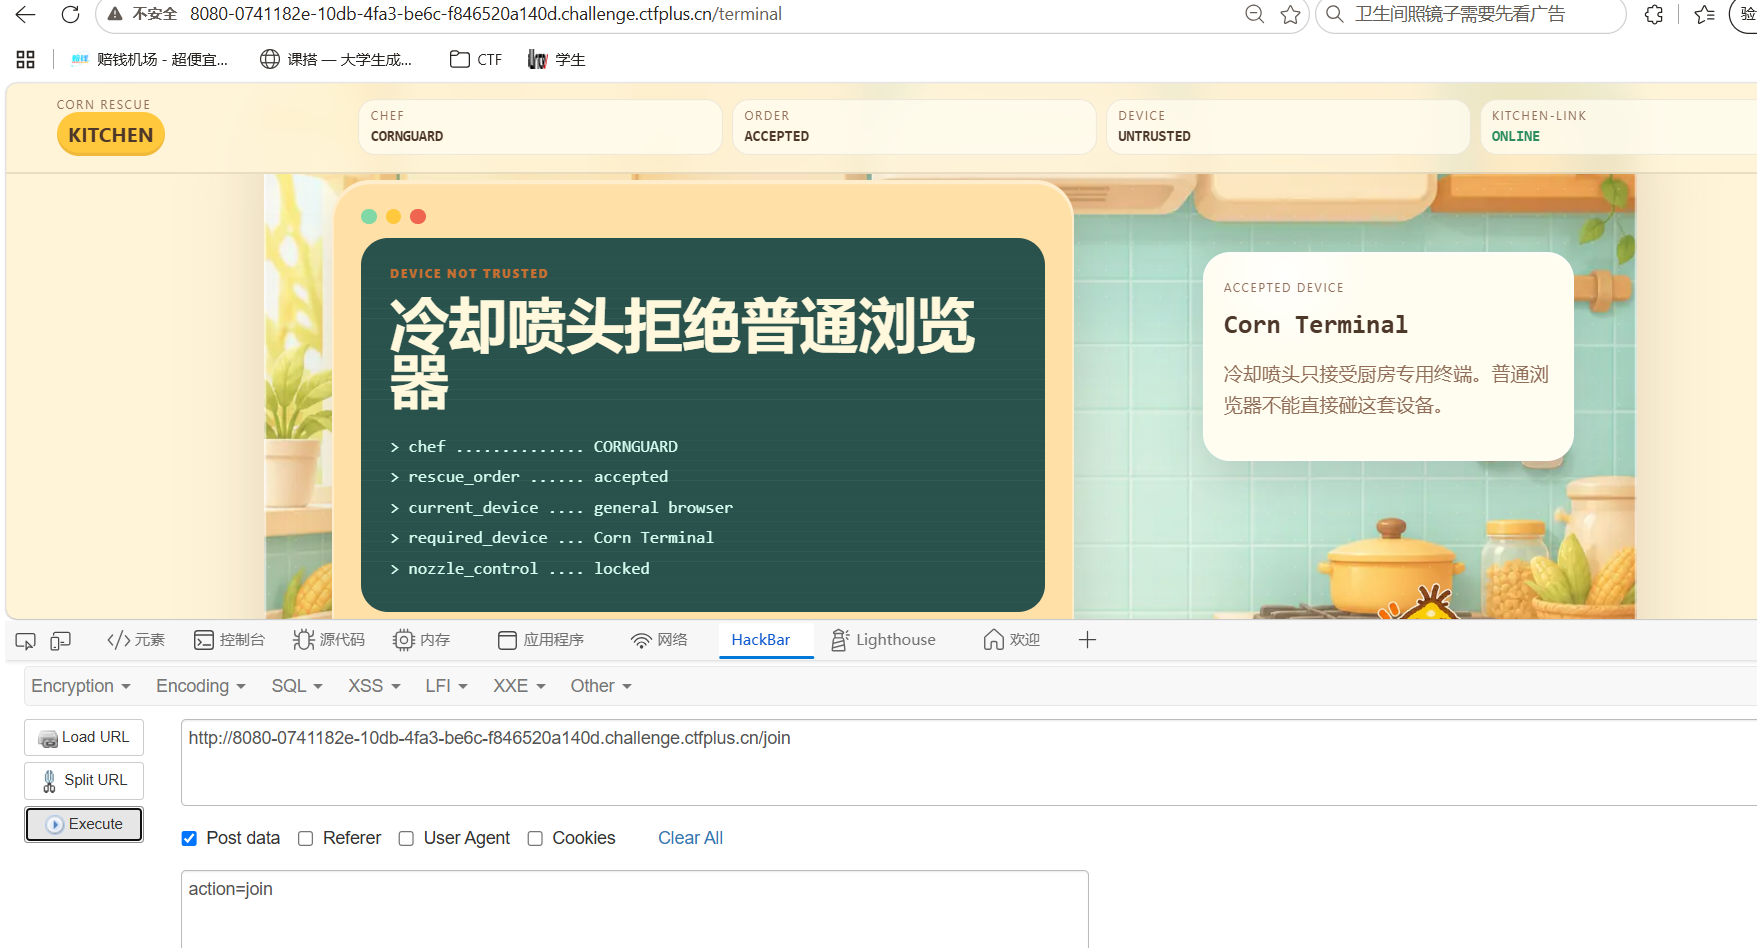 不安全 8080-0741182e-10db-4fa3-be6c-f846520a140d.challenge.ctfplus.cn/terminal 卫生间照镜子需要先看广告
赔钱机场 - 超便宜... 课搭 — 大学生成... CTF 学生
CORN RESCUE
KITCHEN
CHEF
CORNGUARD
ORDER
ACCEPTED
DEVICE
UNTRUSTED
KITCHEN-LINK
ONLINE
DEVICE NOT TRUSTED
冷却喷头拒绝普通浏览
器
> chef .............. CORNGUARD
> rescue_order ...... accepted
> current_device .... general browser
> required_device ... Corn Terminal
> nozzle_control .... locked
ACCEPTED DEVICE
Corn Terminal
冷却喷头只接受厨房专用终端。普通浏
览器不能直接碰这套设备。
元素 控制台 源代码 内存 应用程序 网络 HackBar Lighthouse 欢迎
Encryption Encoding SQL XSS LFI XXE Other
Load URL
Split URL
Execute
http://8080-0741182e-10db-4fa3-be6c-f846520a140d.challenge.ctfplus.cn/join
Post data Referer User Agent Cookies Clear All
action=join